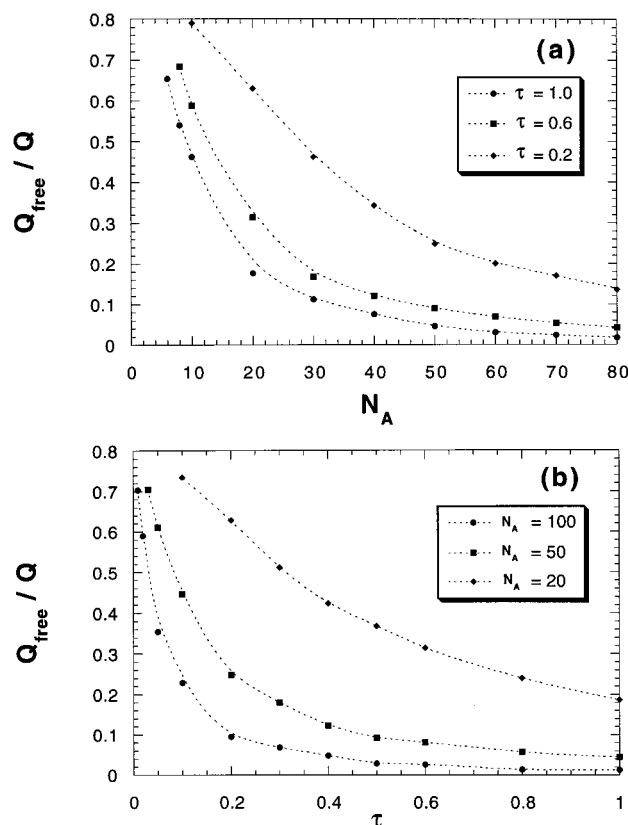 (a)
τ = 1.0
τ = 0.6
τ = 0.2
Q_free / Q
0.8
0.7
0.6
0.5
0.4
0.3
0.2
0.1
0
0 10 20 30 40 50 60 70 80
N_A
(b)
N_A = 100
N_A = 50
N_A = 20
Q_free / Q
0.8
0.7
0.6
0.5
0.4
0.3
0.2
0.1
0
0 0.2 0.4 0.6 0.8 1
τ